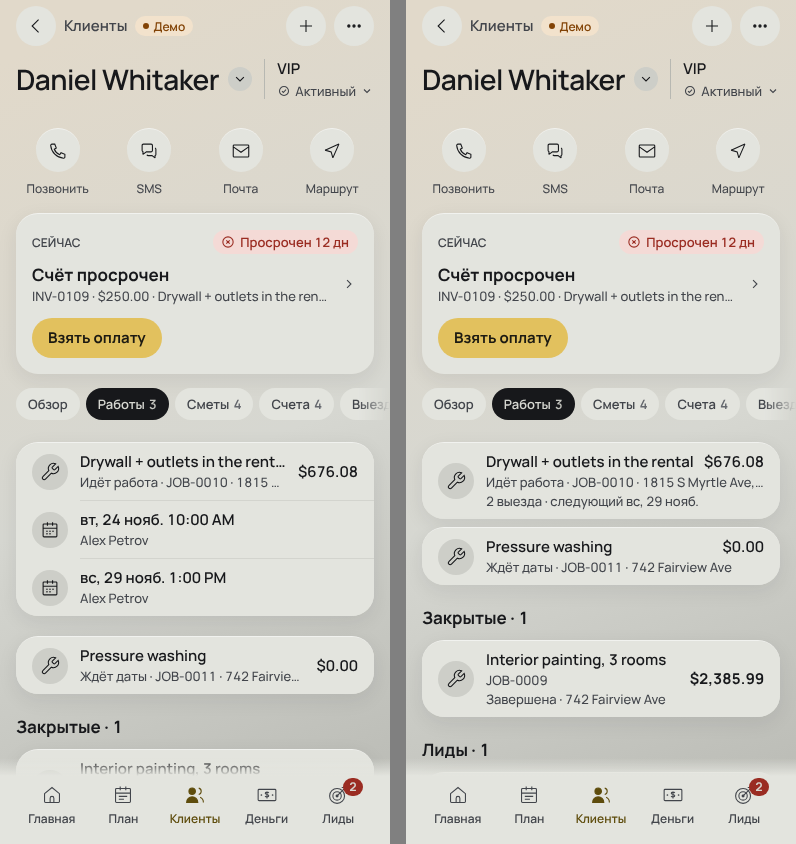 Клиенты
Демо
Daniel Whitaker
VIP
Активный
Позвонить
SMS
Почта
Маршрут
СЕЙЧАС
Просрочен 12 дн
Счёт просрочен
INV-0109 · $250.00 · Drywall + outlets in the ren…
Взять оплату
Обзор
Работы 3
Сметы 4
Счета 4
Выезд
Drywall + outlets in the rent… $676.08
Идёт работа · JOB-0010 · 1815 …
вт, 24 нояб. 10:00 AM
Alex Petrov
вс, 29 нояб. 1:00 PM
Alex Petrov
Pressure washing
Ждёт даты · JOB-0011 · 742 Fairvie… $0.00
Закрытые · 1
Interior painting, 3 rooms
Главная
План
Клиенты
Деньги
2
Лиды
Клиенты
Демо
Daniel Whitaker
VIP
Активный
Позвонить
SMS
Почта
Маршрут
СЕЙЧАС
Просрочен 12 дн
Счёт просрочен
INV-0109 · $250.00 · Drywall + outlets in the ren…
Взять оплату
Обзор
Работы 3
Сметы 4
Счета 4
Выезд
Drywall + outlets in the rental $676.08
Идёт работа · JOB-0010 · 1815 S Myrtle Ave,…
2 выезда · следующий вс, 29 нояб.
Pressure washing $0.00
Ждёт даты · JOB-0011 · 742 Fairview Ave
Закрытые · 1
Interior painting, 3 rooms
JOB-0009 $2,385.99
Завершена · 742 Fairview Ave
Лиды · 1
Главная
План
Клиенты
Деньги
2
Лиды